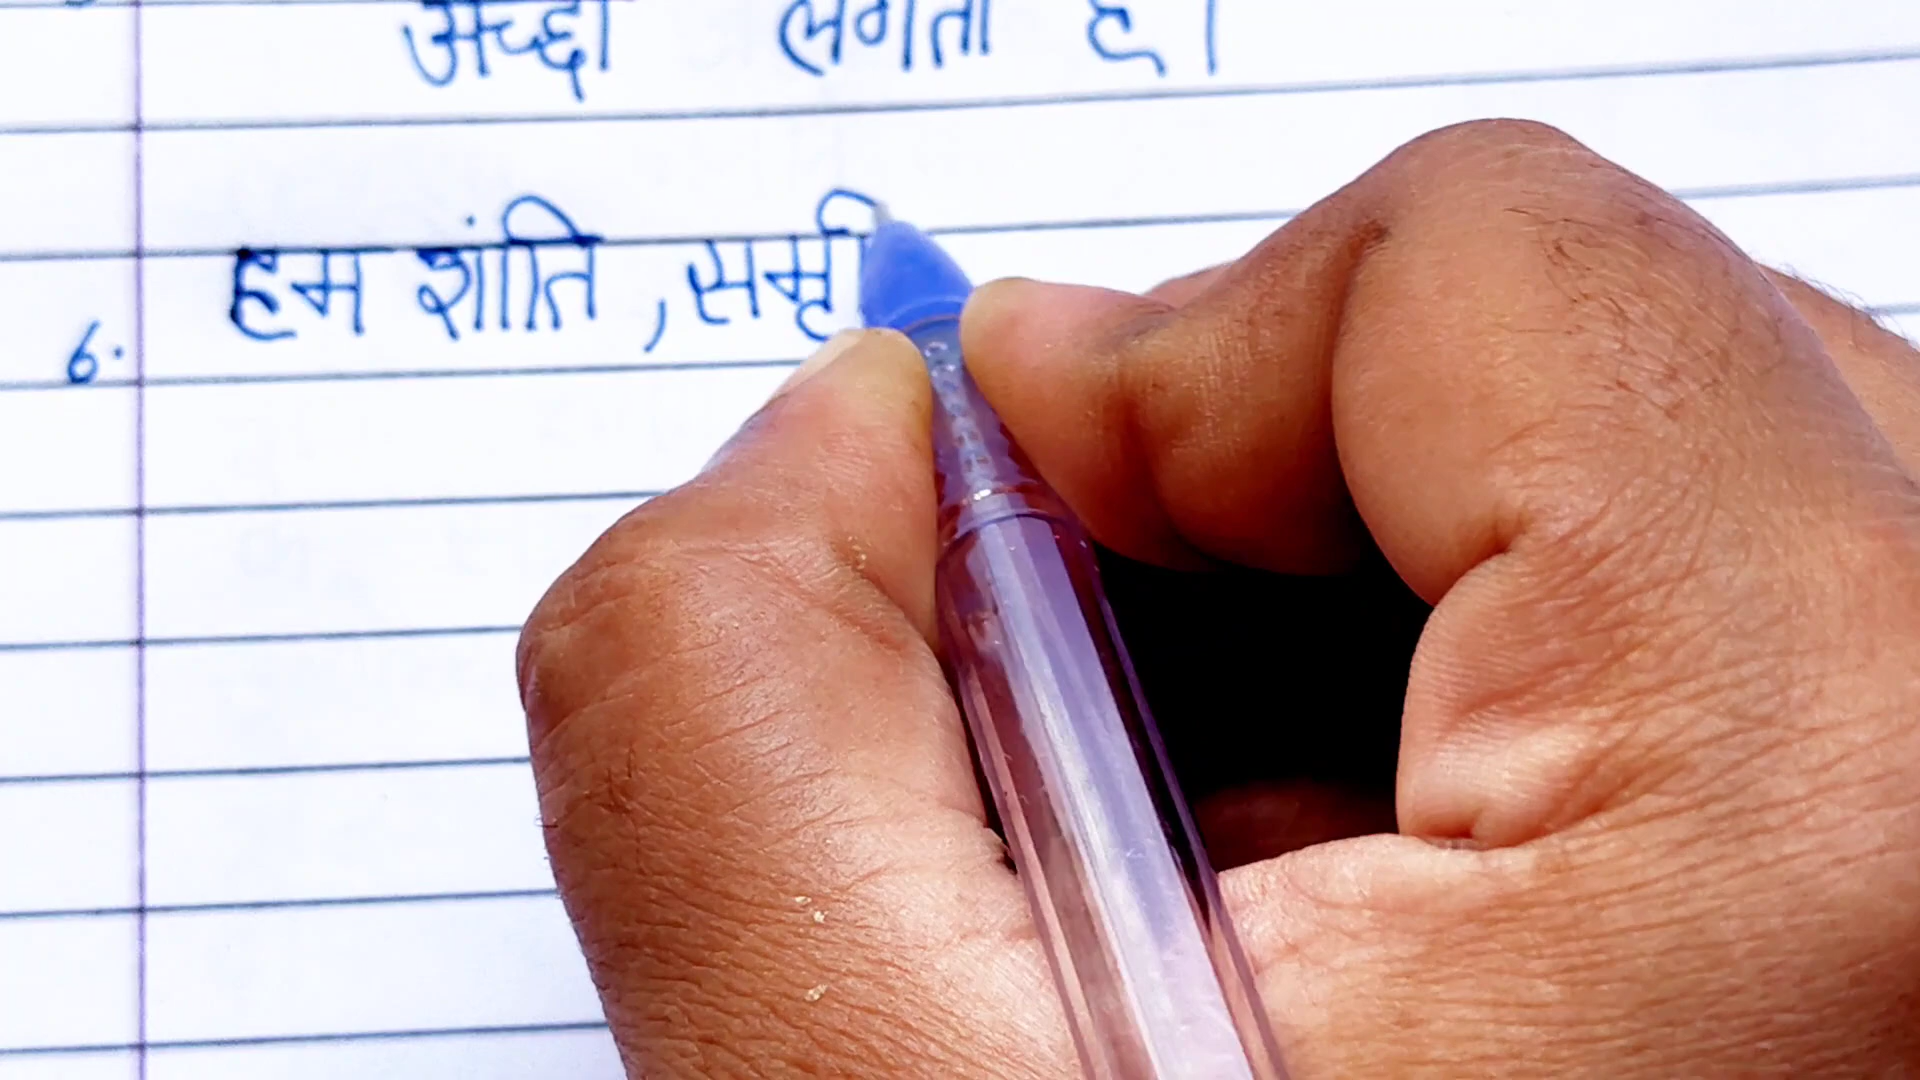 अच्छा लगता है।
6. हम शांति , समृि